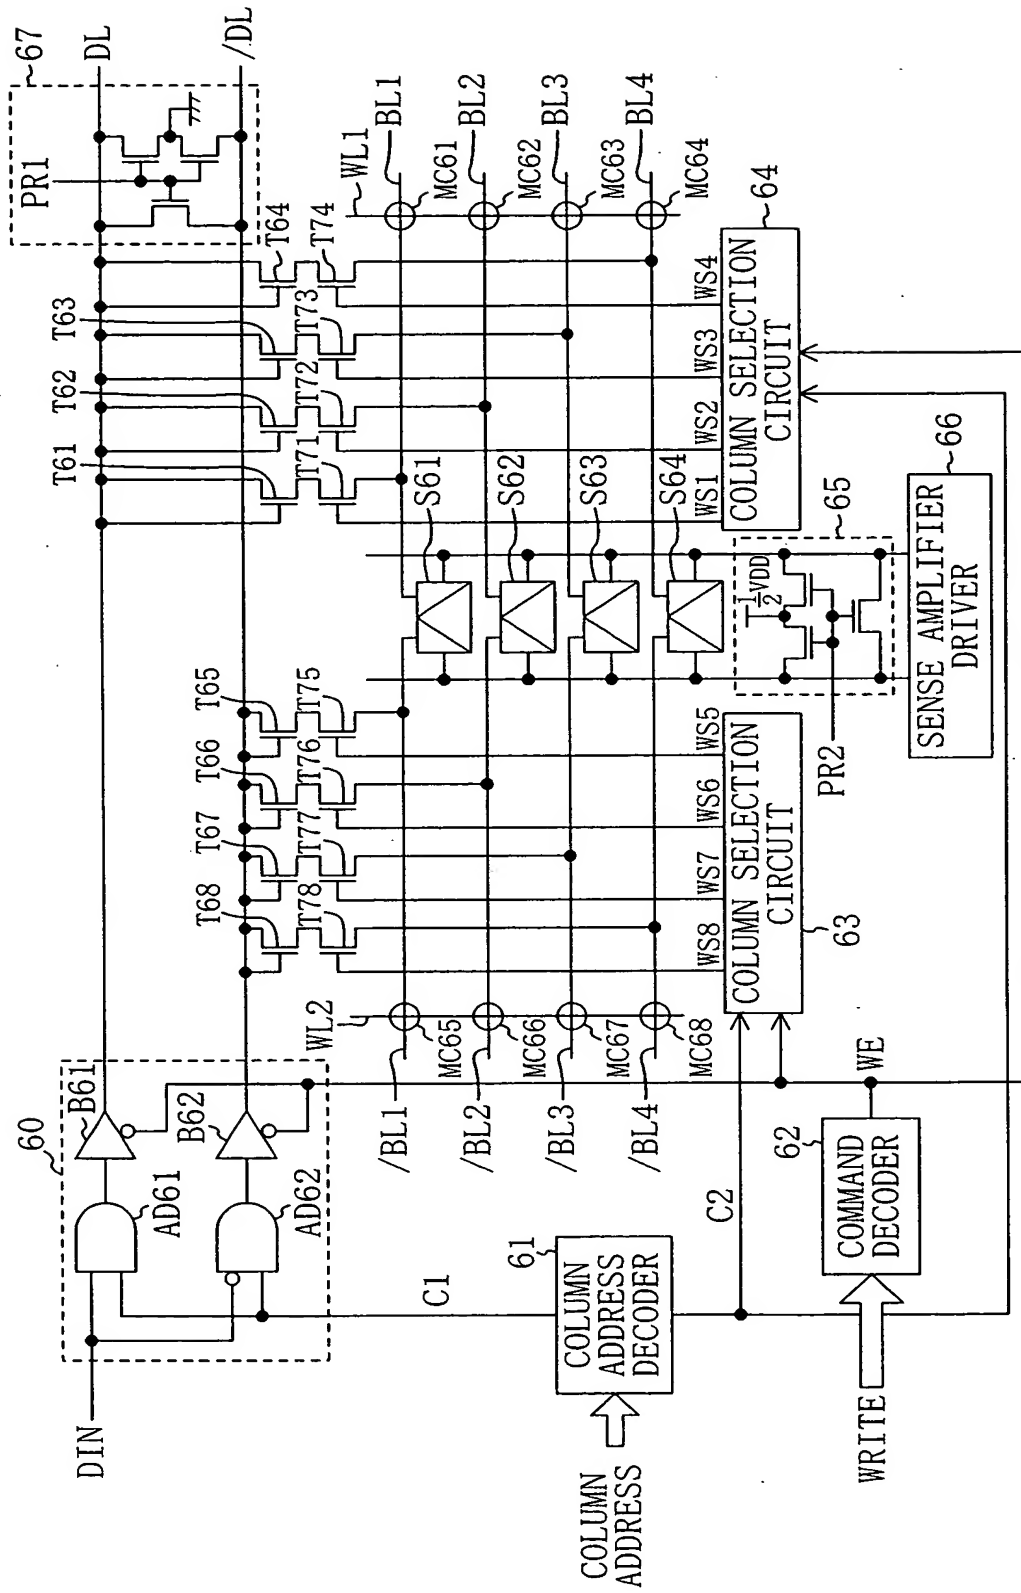 67
DL
/DL
PR1
T64
T74
T63
T73
T62
T72
T61
T71
WL1
BL1
BL2
BL3
BL4
MC61
MC62
MC63
MC64
64
WS4
WS3
WS2
WS1
COLUMN SELECTION
CIRCUIT
S61
S62
S63
S64
65
1/2 VDD
PR2
66
SENSE AMPLIFIER
DRIVER
T65
T75
T66
T76
T67
T77
T68
T78
WS5
WS6
WS7
WS8
COLUMN SELECTION
CIRCUIT
63
WL2
MC65
MC66
MC67
MC68
/BL1
/BL2
/BL3
/BL4
60
B61
B62
AD61
AD62
DIN
C1
C2
61
COLUMN
ADDRESS
DECODER
COLUMN
ADDRESS
62
WE
COMMAND
DECODER
WRITE